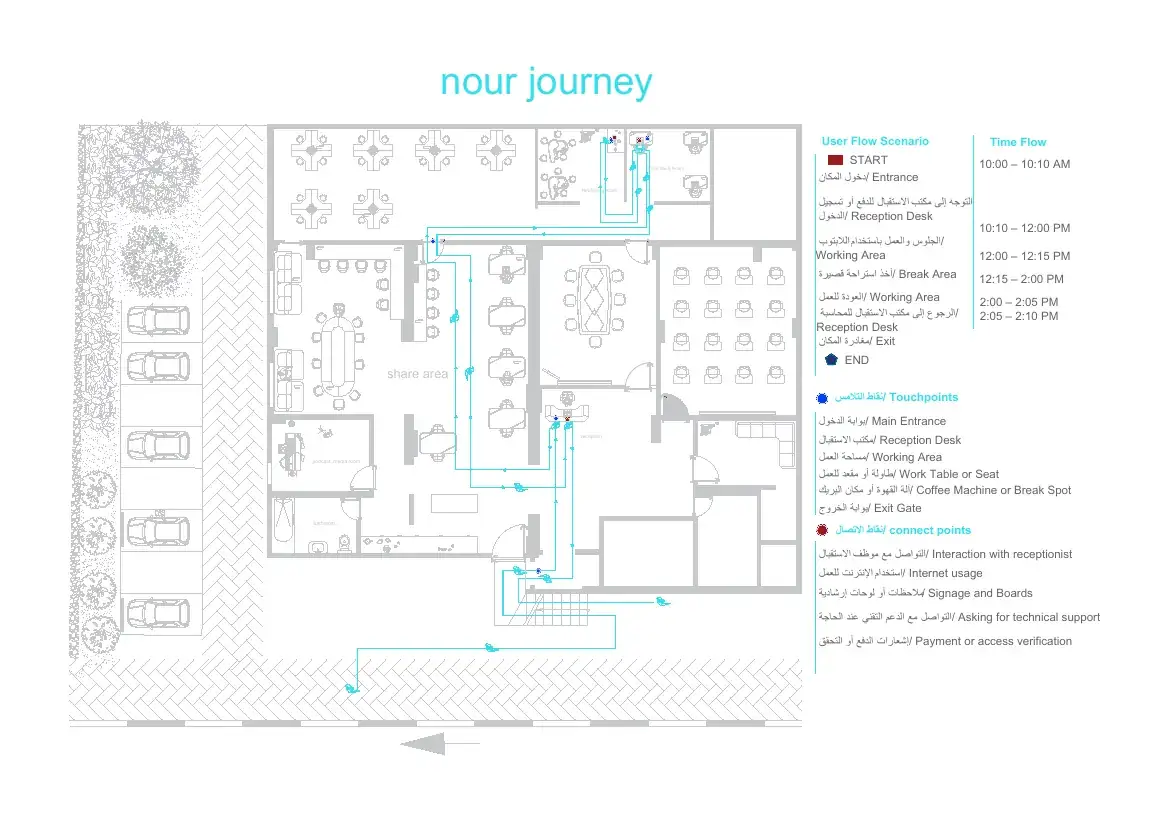 nour journey
User Flow Scenario
Time Flow
START
10:00 – 10:10 AM
دخول المكان/ Entrance
التوجه إلى مكتب الاستقبال للدفع أو تسجيل
الدخول/ Reception Desk
10:10 – 12:00 PM
الجلوس والعمل باستخدام اللابتوب/
Working Area
12:00 – 12:15 PM
أخذ استراحة قصيرة/ Break Area
12:15 – 2:00 PM
العودة للعمل/ Working Area
2:00 – 2:05 PM
الرجوع إلى مكتب الاستقبال للمحاسبة/
2:05 – 2:10 PM
Reception Desk
مغادرة المكان/ Exit
END
share area
نقاط التلامس/ Touchpoints
بوابة الدخول/ Main Entrance
مكتب الاستقبال/ Reception Desk
مساحة العمل/ Working Area
طاولة أو مقعد للعمل/ Work Table or Seat
آلة القهوة أو مكان البريك/ Coffee Machine or Break Spot
بوابة الخروج/ Exit Gate
نقاط الاتصال/ connect points
التواصل مع موظف الاستقبال/ Interaction with receptionist
استخدام الإنترنت للعمل/ Internet usage
ملاحظات أو لوحات إرشادية/ Signage and Boards
التواصل مع الدعم التقني عند الحاجة/ Asking for technical support
إشعارات الدفع أو التحقق/ Payment or access verification